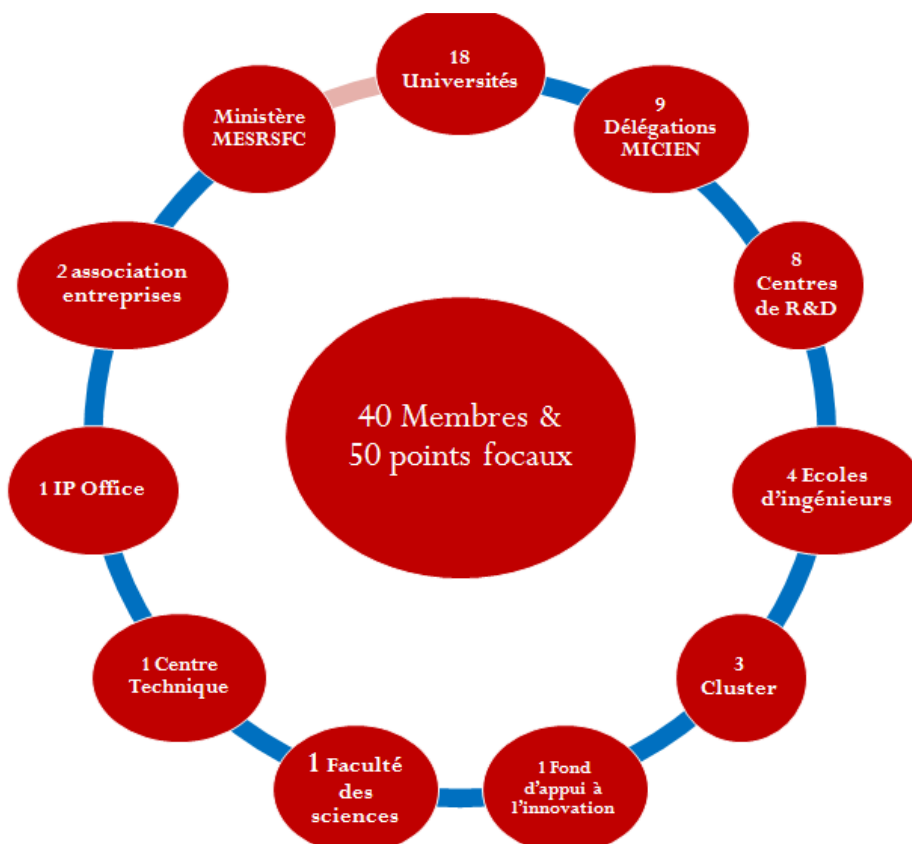 18
Universités
9
Délégations
MICIEN
8
Centres
de R&D
4 Ecoles
d'ingénieurs
3
Cluster
1 Fond
d'appui à
l'innovation
1 Faculté
des
sciences
1 Centre
Technique
1 IP Office
2 association
entreprises
Ministère
MESRSFC
40 Membres &
50 points focaux